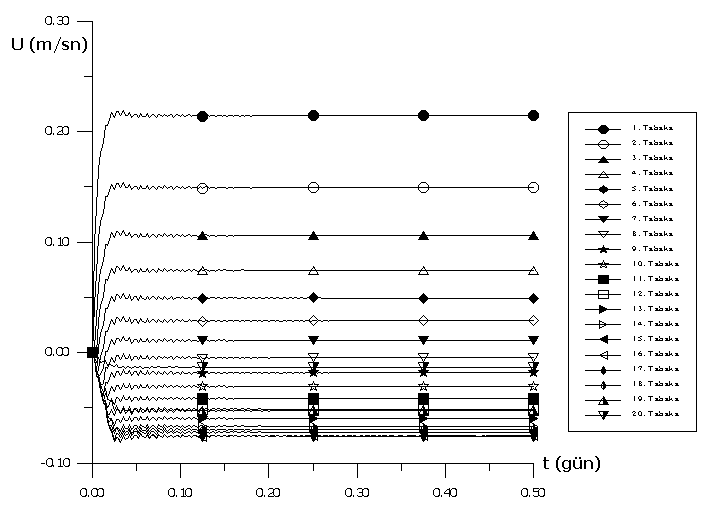 0.30
U (m/sn)
0.20
0.10
0.00
-0.10
0.00 0.10 0.20 0.30 0.40 0.50
t (gün)
1. Tabaka
2. Tabaka
3. Tabaka
4. Tabaka
5. Tabaka
6. Tabaka
7. Tabaka
8. Tabaka
9. Tabaka
10. Tabaka
11. Tabaka
12. Tabaka
13. Tabaka
14. Tabaka
15. Tabaka
16. Tabaka
17. Tabaka
18. Tabaka
19. Tabaka
20. Tabaka